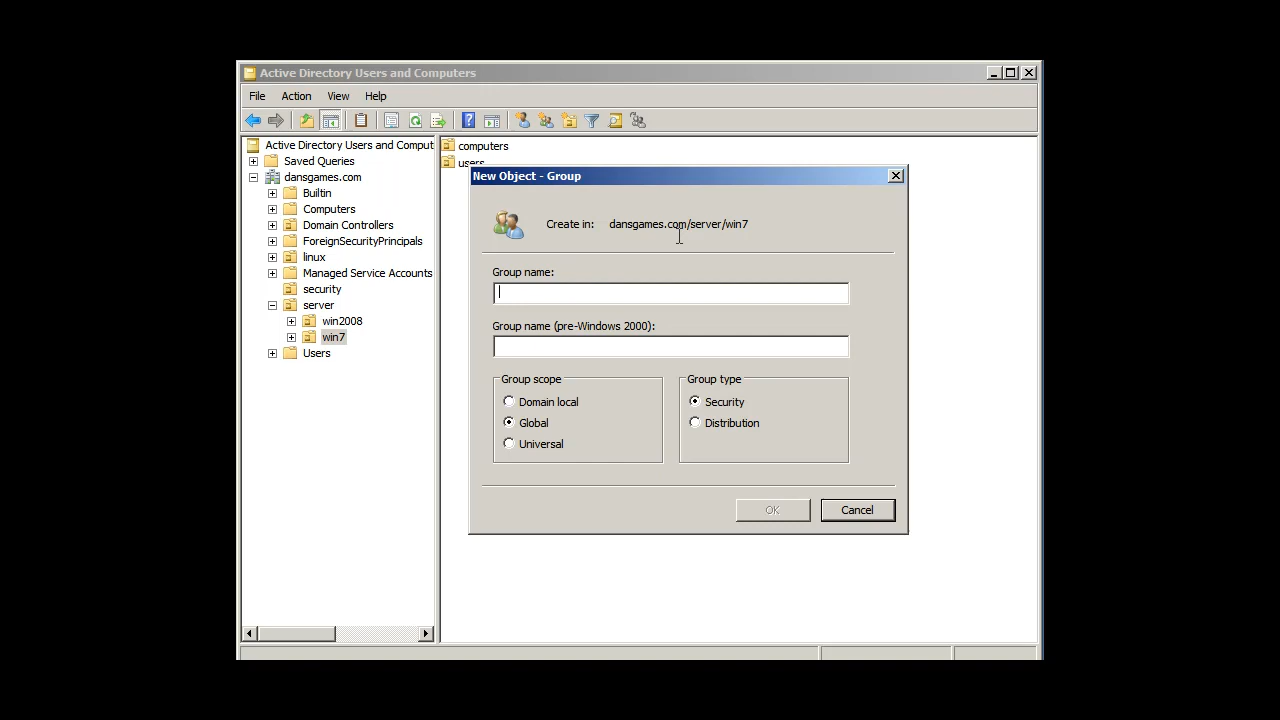 Active Directory Users and Computers
File Action View Help
Active Directory Users and Comput
Saved Queries
dansgames.com
Builtin
Computers
Domain Controllers
ForeignSecurityPrincipals
linux
Managed Service Accounts
security
server
win2008
win7
Users
computers
users
New Object - Group
Create in: dansgames.com/server/win7
Group name:
Group name (pre-Windows 2000):
Group scope
Domain local
Global
Universal
Group type
Security
Distribution
OK Cancel